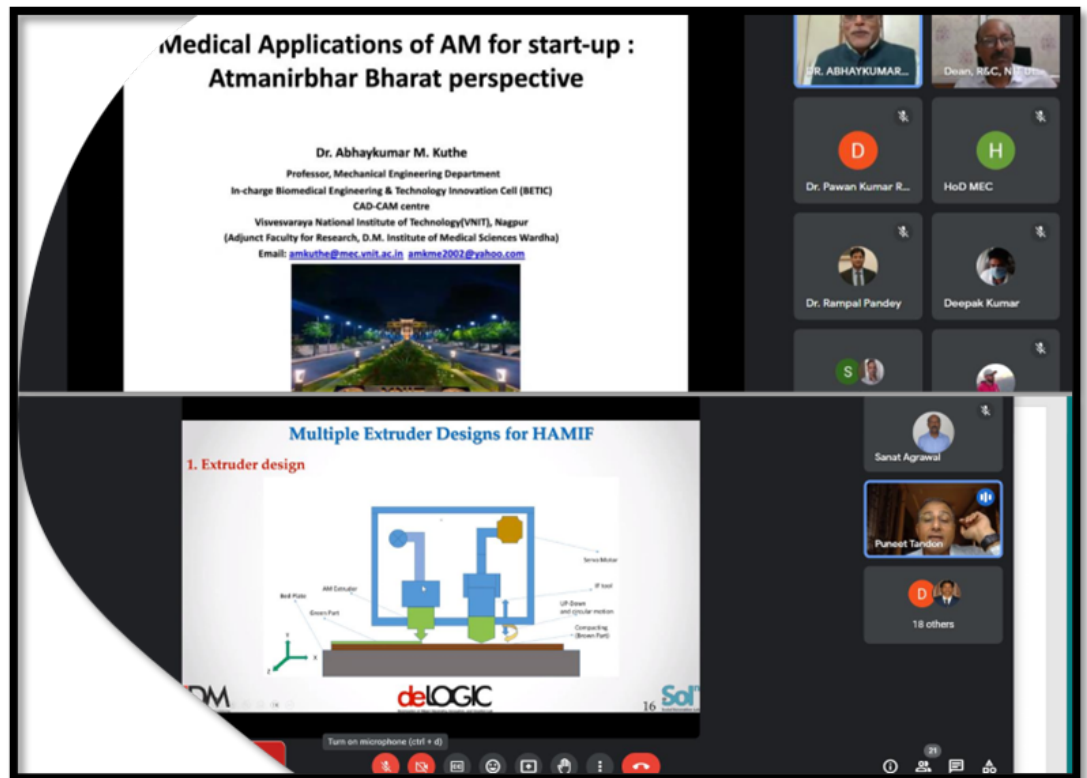 Medical Applications of AM for start-up :
Atmanirbhar Bharat perspective
Dr. Abhaykumar M. Kuthe
Professor, Mechanical Engineering Department
In-charge Biomedical Engineering & Technology Innovation Cell (BETIC)
CAD-CAM centre
Visvesvaraya National Institute of Technology(VNIT), Nagpur
(Adjunct Faculty for Research, D.M. Institute of Medical Sciences Wardha)
Email: amkuthe@mec.vnit.ac.in amkme2002@yahoo.com
VNIT
DR. ABHAYKUMAR...
Dean, R&C,
D
Dr. Pawan Kumar R...
H
HoD MEC
Dr. Rampal Pandey
Deepak Kumar
S
Multiple Extruder Designs for HAMIF
1. Extruder design
Servo Motor
AM Extruder
IF tool
Bed Plate
Green Part
UP-Down
and circular motion
Compacting
(Brown Part)
Y
X
Z
DM
deLOGIC
16
Sol
Sanat Agrawal
Puneet Tandon
D
18 others
Turn on microphone (ctrl + d)
21